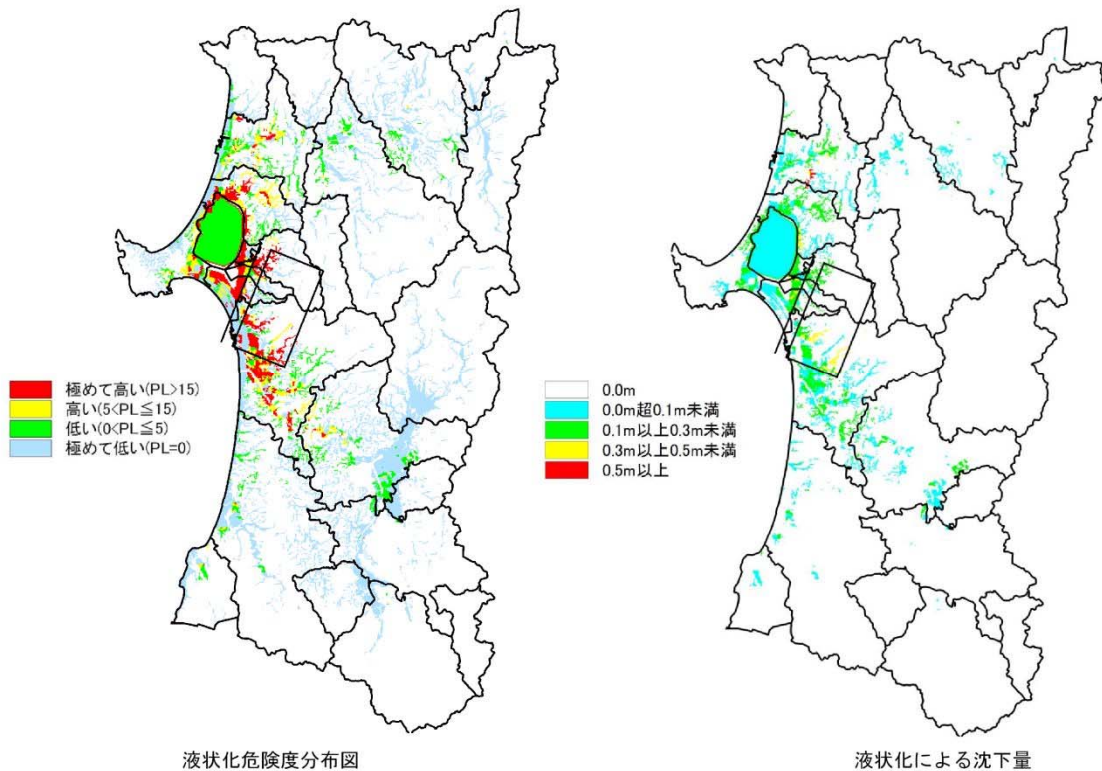 極めて高い(PL>15)
高い(5<PL≦15)
低い(0<PL≦5)
極めて低い(PL=0)
液状化危険度分布図
0.0m
0.0m超0.1m未満
0.1m以上0.3m未満
0.3m以上0.5m未満
0.5m以上
液状化による沈下量